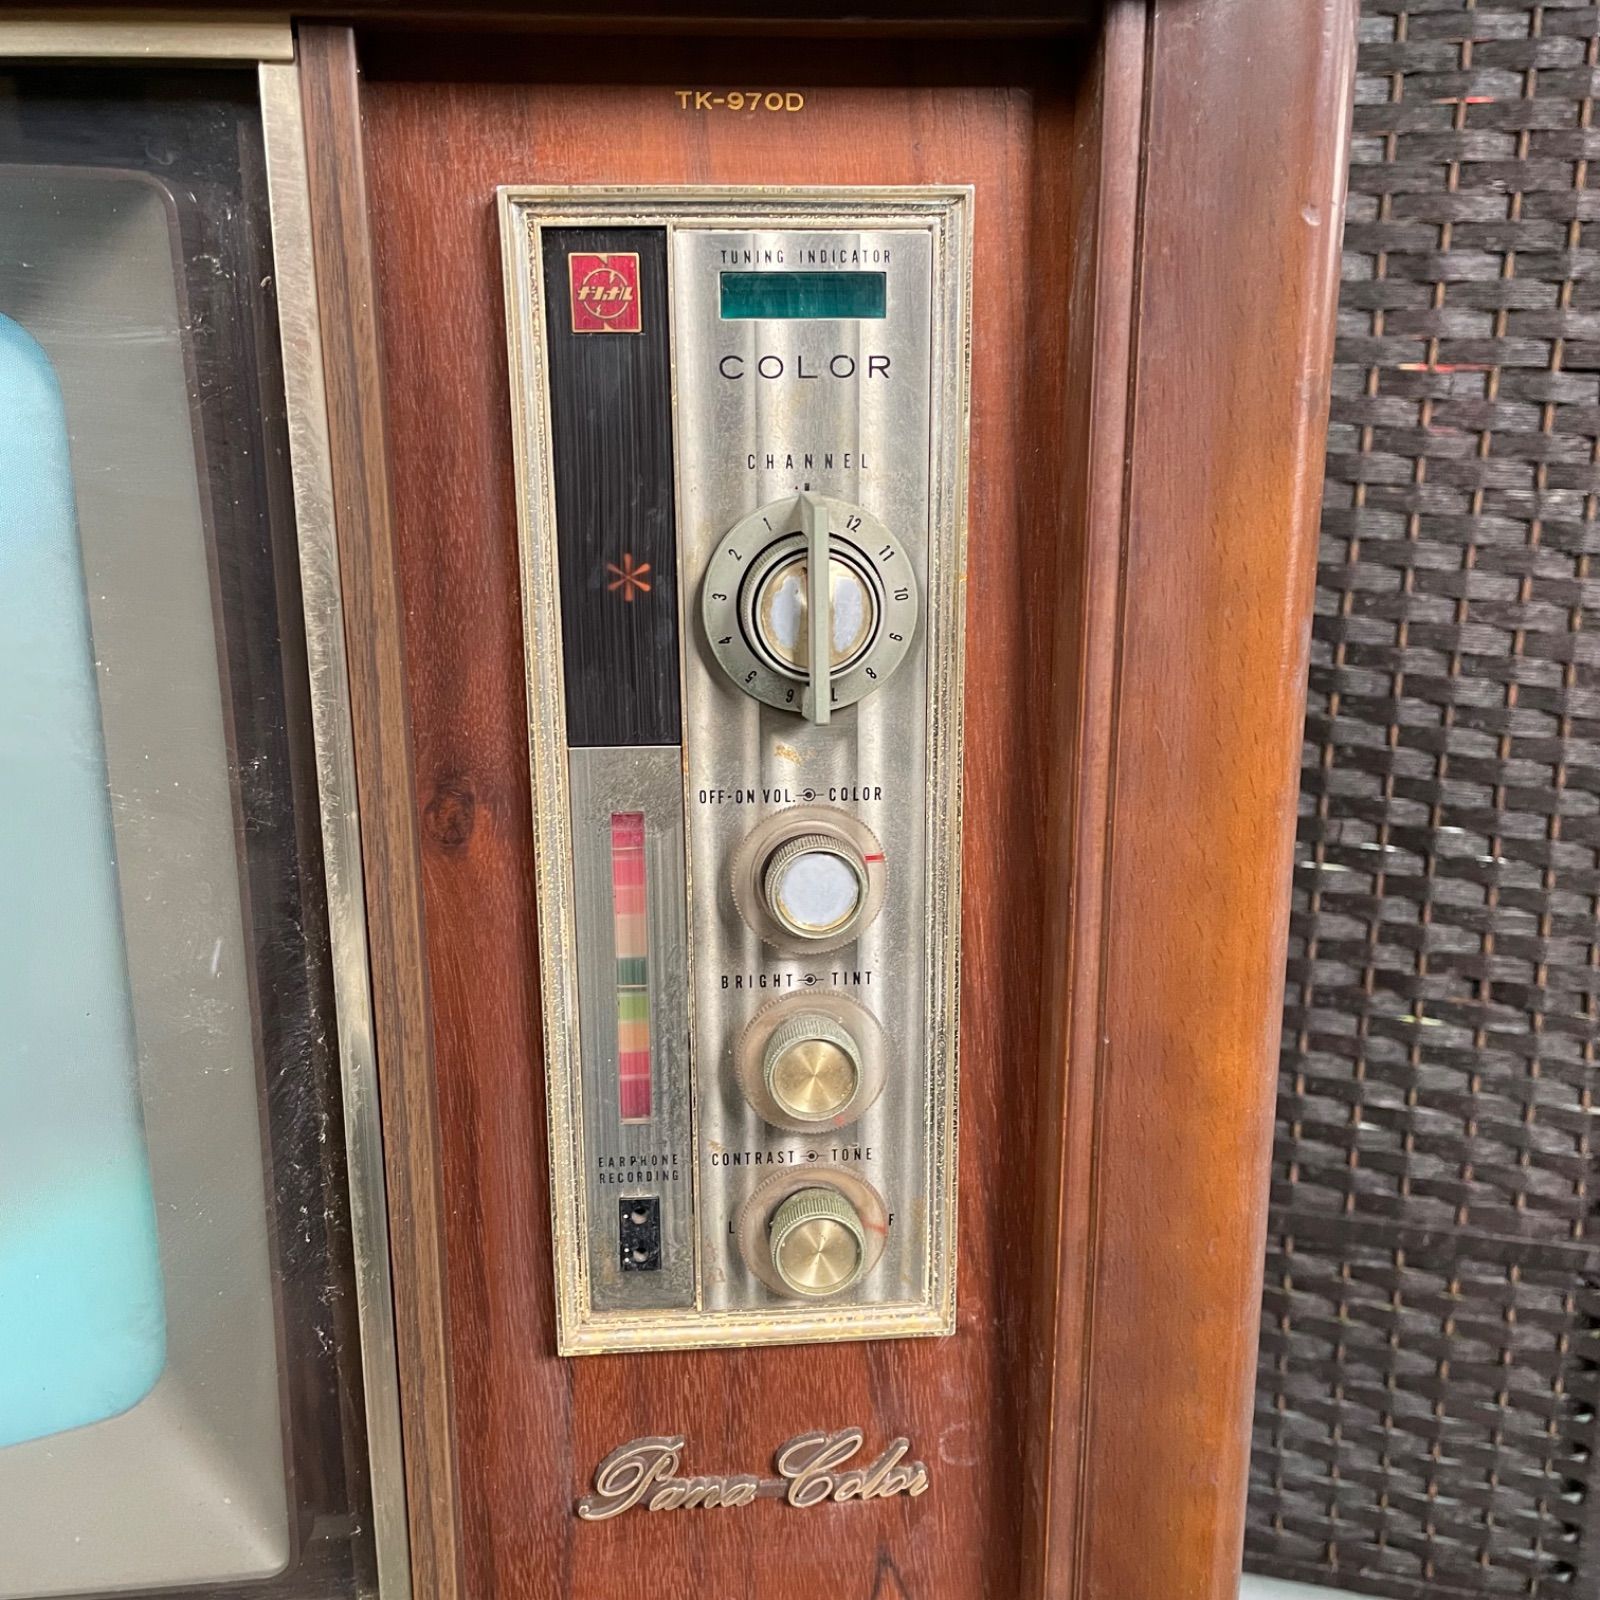 TK-970D
ナショナル
TUNING INDICATOR
COLOR
CHANNEL
1 2 3 4 5 6 7 8 9 10 11 12
OFF-ON VOL. COLOR
BRIGHT TINT
CONTRAST TONE
L F
EARPHONE
RECORDING
Pana Color